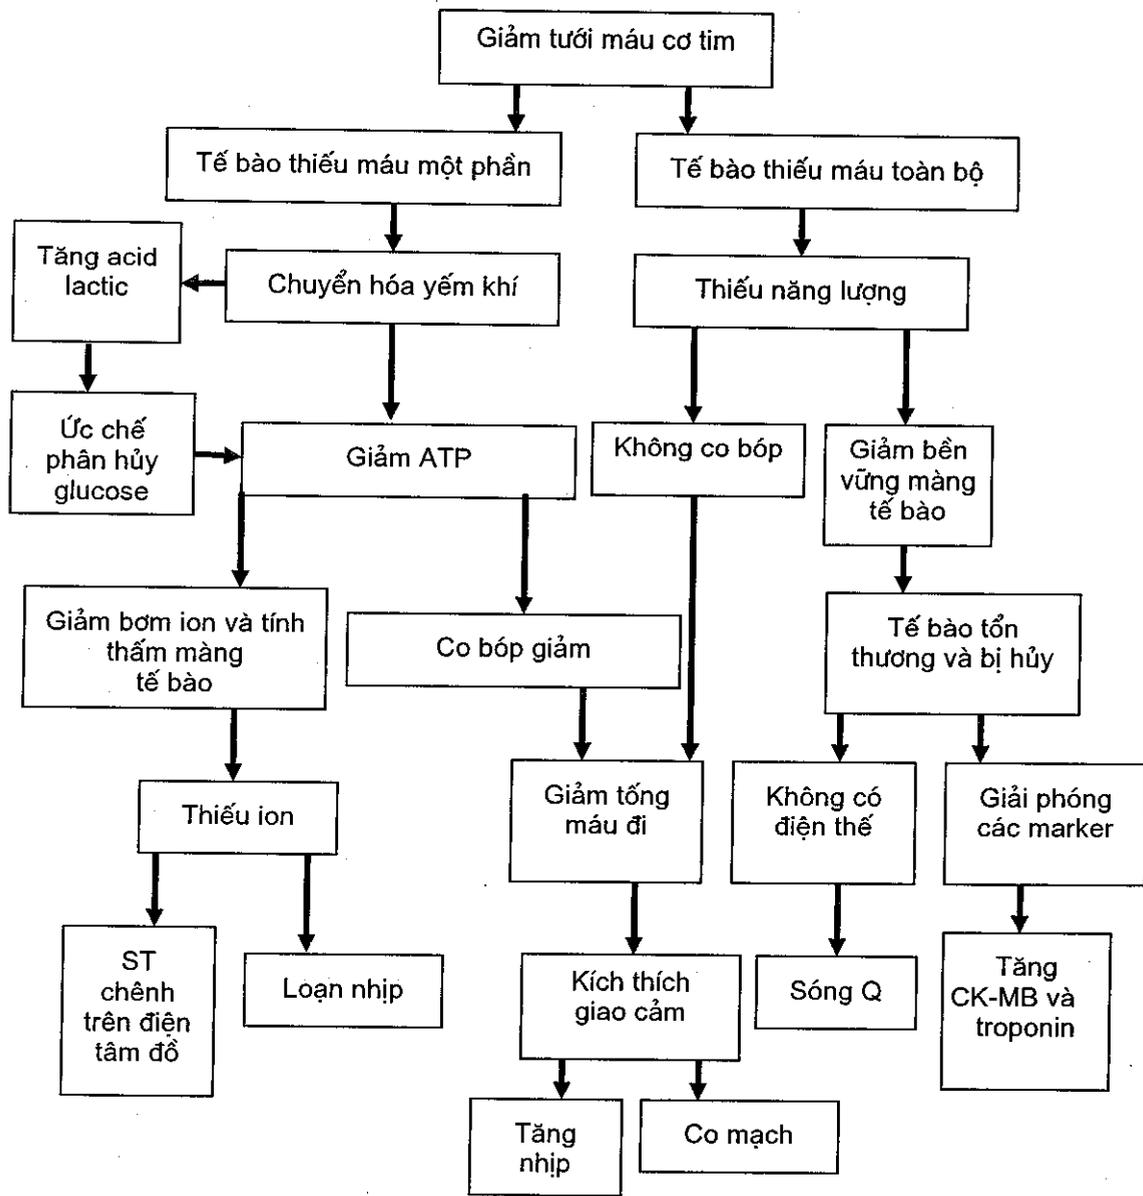 Giảm tưới máu cơ tim
Tế bào thiếu máu một phần
Tế bào thiếu máu toàn bộ
Tăng acid
lactic
Chuyển hóa yếm khí
Thiếu năng lượng
Ức chế
phân hủy
glucose
Giảm ATP
Không co bóp
Giảm bền
vững màng
tế bào
Giảm bơm ion và tính
thấm màng
tế bào
Co bóp giảm
Tế bào tổn
thương và bị hủy
Thiếu ion
Giảm tống
máu đi
Không có
điện thế
Giải phóng
các marker
ST
chênh
trên điện
tâm đồ
Loạn nhịp
Kích thích
giao cảm
Sóng Q
Tăng
CK-MB và
troponin
Tăng
nhịp
Co mạch